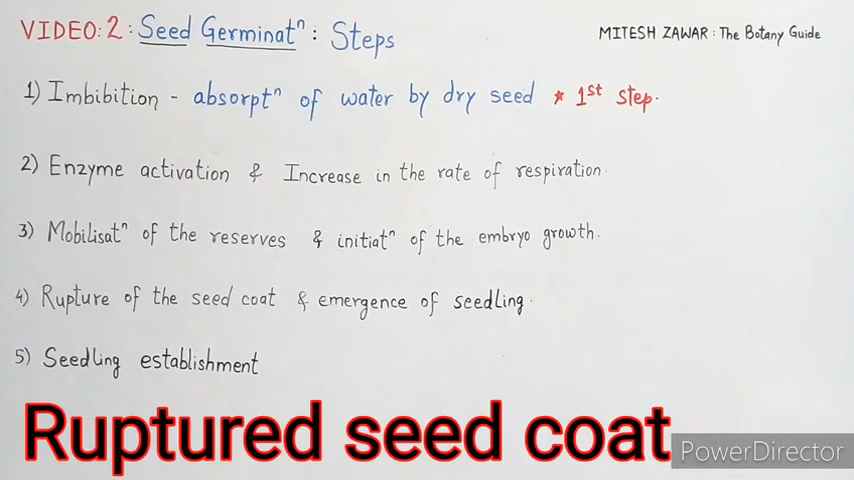 VIDEO:2: Seed Germinatⁿ: Steps
MITESH ZAWAR: The Botany Guide
1) Imbibition - absorptⁿ of water by dry seed * 1st step.
2) Enzyme activation & Increase in the rate of respiration.
3) Mobilisatⁿ of the reserves & initiatⁿ of the embryo growth.
4) Rupture of the seed coat & emergence of seedling.
5) Seedling establishment
Ruptured seed coat
PowerDirector